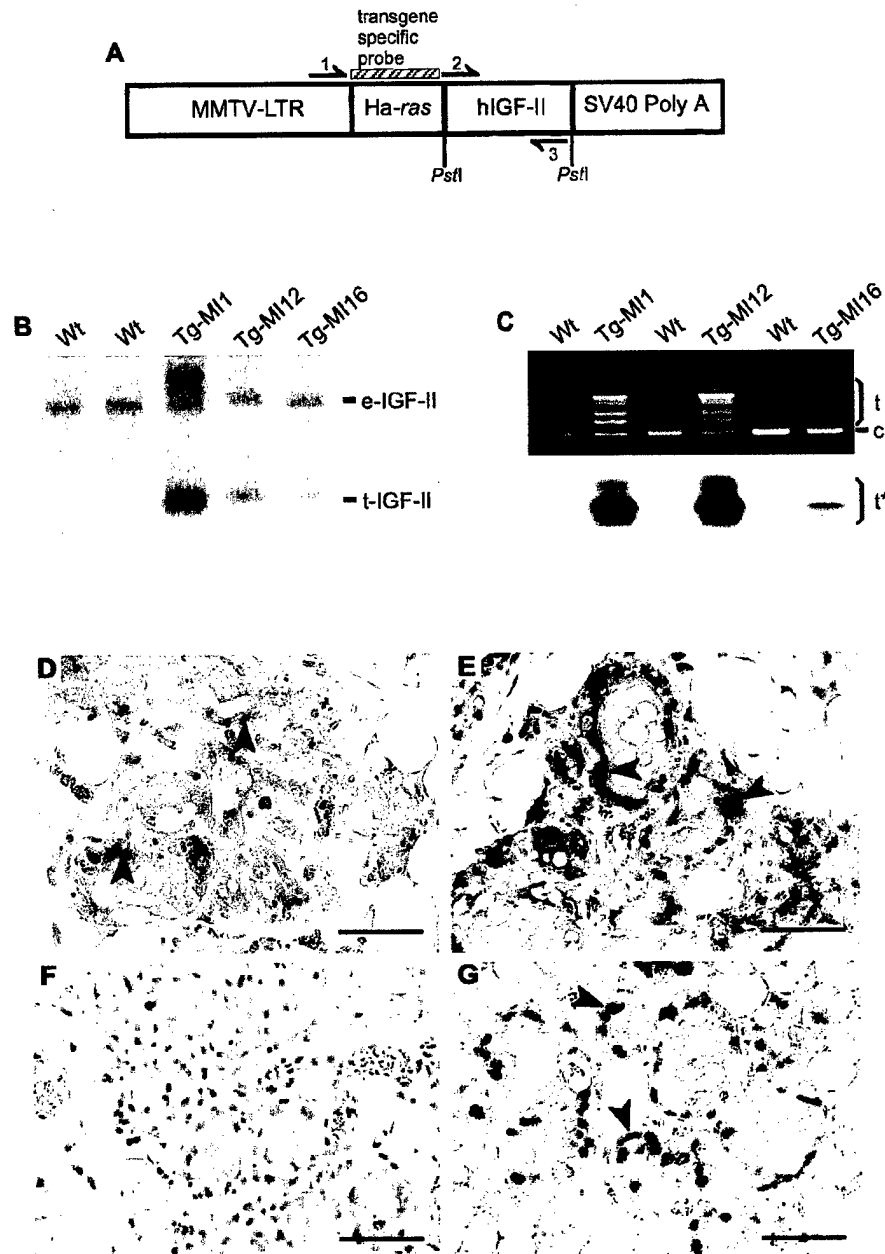 A
transgene
specific
probe
1
2
MMTV-LTR
Ha-ras
hIGF-II
SV40 Poly A
3
PstI
PstI
B
Wt
Wt
Tg-MI1
Tg-MI12
Tg-MI16
e-IGF-II
t-IGF-II
C
Wt
Tg-MI1
Wt
Tg-MI12
Wt
Tg-MI16
t
c
t*
D
E
F
G